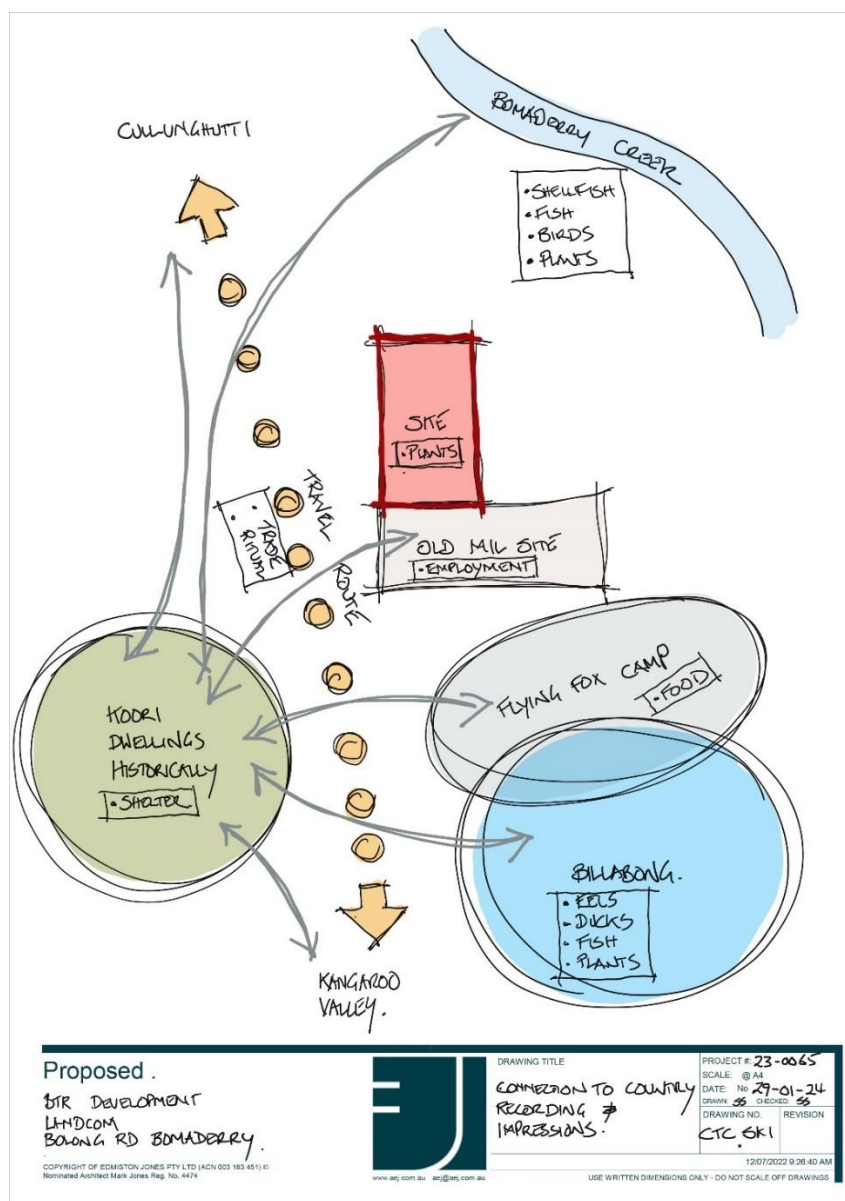 CULLUNGHUTTI
BOMADERRY CREEK
• SHELLFISH
• FISH
• BIRDS
• PLANTS
SITE
• PLANTS
TRAVEL
ROUTE
• TRADE
• RITUAL
OLD MIL SITE
• EMPLOYMENT
FLYING FOX CAMP
• FOOD
KOORI
DWELLINGS
HISTORICALLY
• SHELTER
BILLABONG.
• EELS
• DUCKS
• FISH
• PLANTS
KANGAROO
VALLEY.
Proposed .
BTR DEVELOPMENT
LANDCOM
BOLONG RD BOMADERRY.
COPYRIGHT OF EDMISTON JONES PTY LTD (ACN 003 163 451) ©
Nominated Architect Mark Jones Reg. No. 4474
EJ
www.aej.com.au aej@aej.com.au
DRAWING TITLE
CONNECTION TO COUNTRY
RECORDING &
IMPRESSIONS.
PROJECT #: 23-0065
SCALE: @ A4
DATE: No 29-01-24
DRAWN: SS CHECKED: SS
DRAWING NO. REVISION
CTC SK1
12/07/2022 9:26:40 AM
USE WRITTEN DIMENSIONS ONLY - DO NOT SCALE OFF DRAWINGS